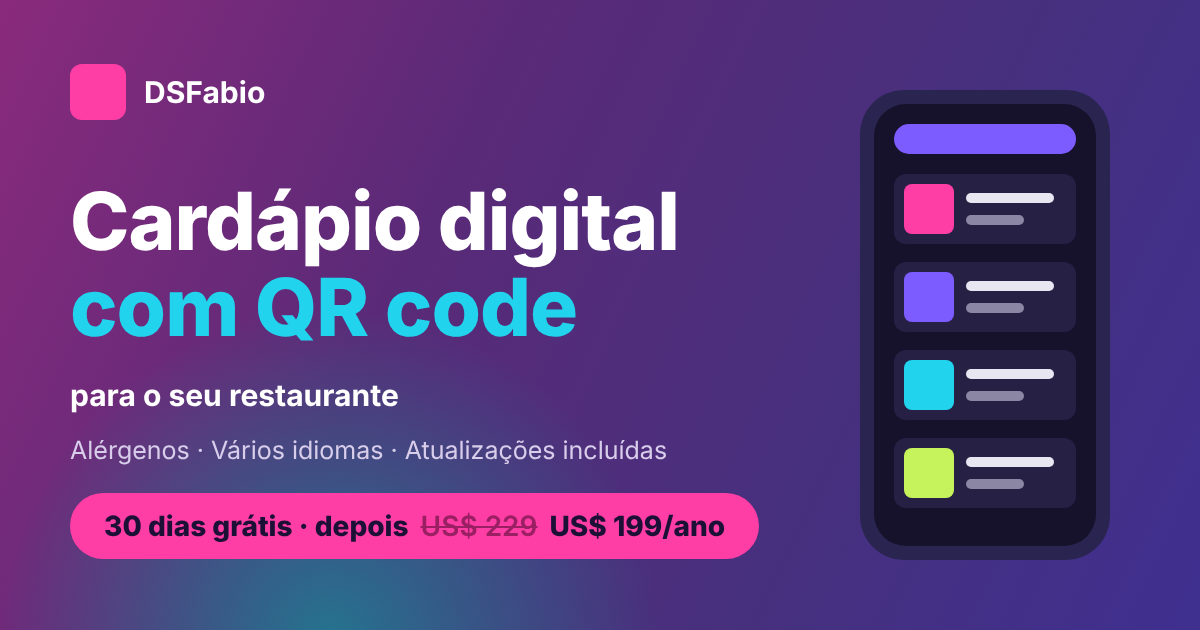 DSFabio
Cardápio digital
com QR code
para o seu restaurante
Alérgenos · Vários idiomas · Atualizações incluídas
30 dias grátis · depois US$ 229 US$ 199/ano